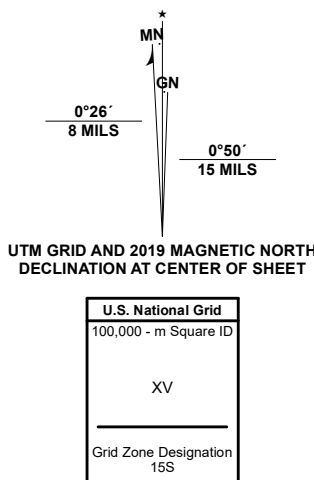 ★
MN
GN
0°26´
8 MILS
0°50´
15 MILS
UTM GRID AND 2019 MAGNETIC NORTH
DECLINATION AT CENTER OF SHEET
U.S. National Grid
100,000 - m Square ID
XV
Grid Zone Designation
15S